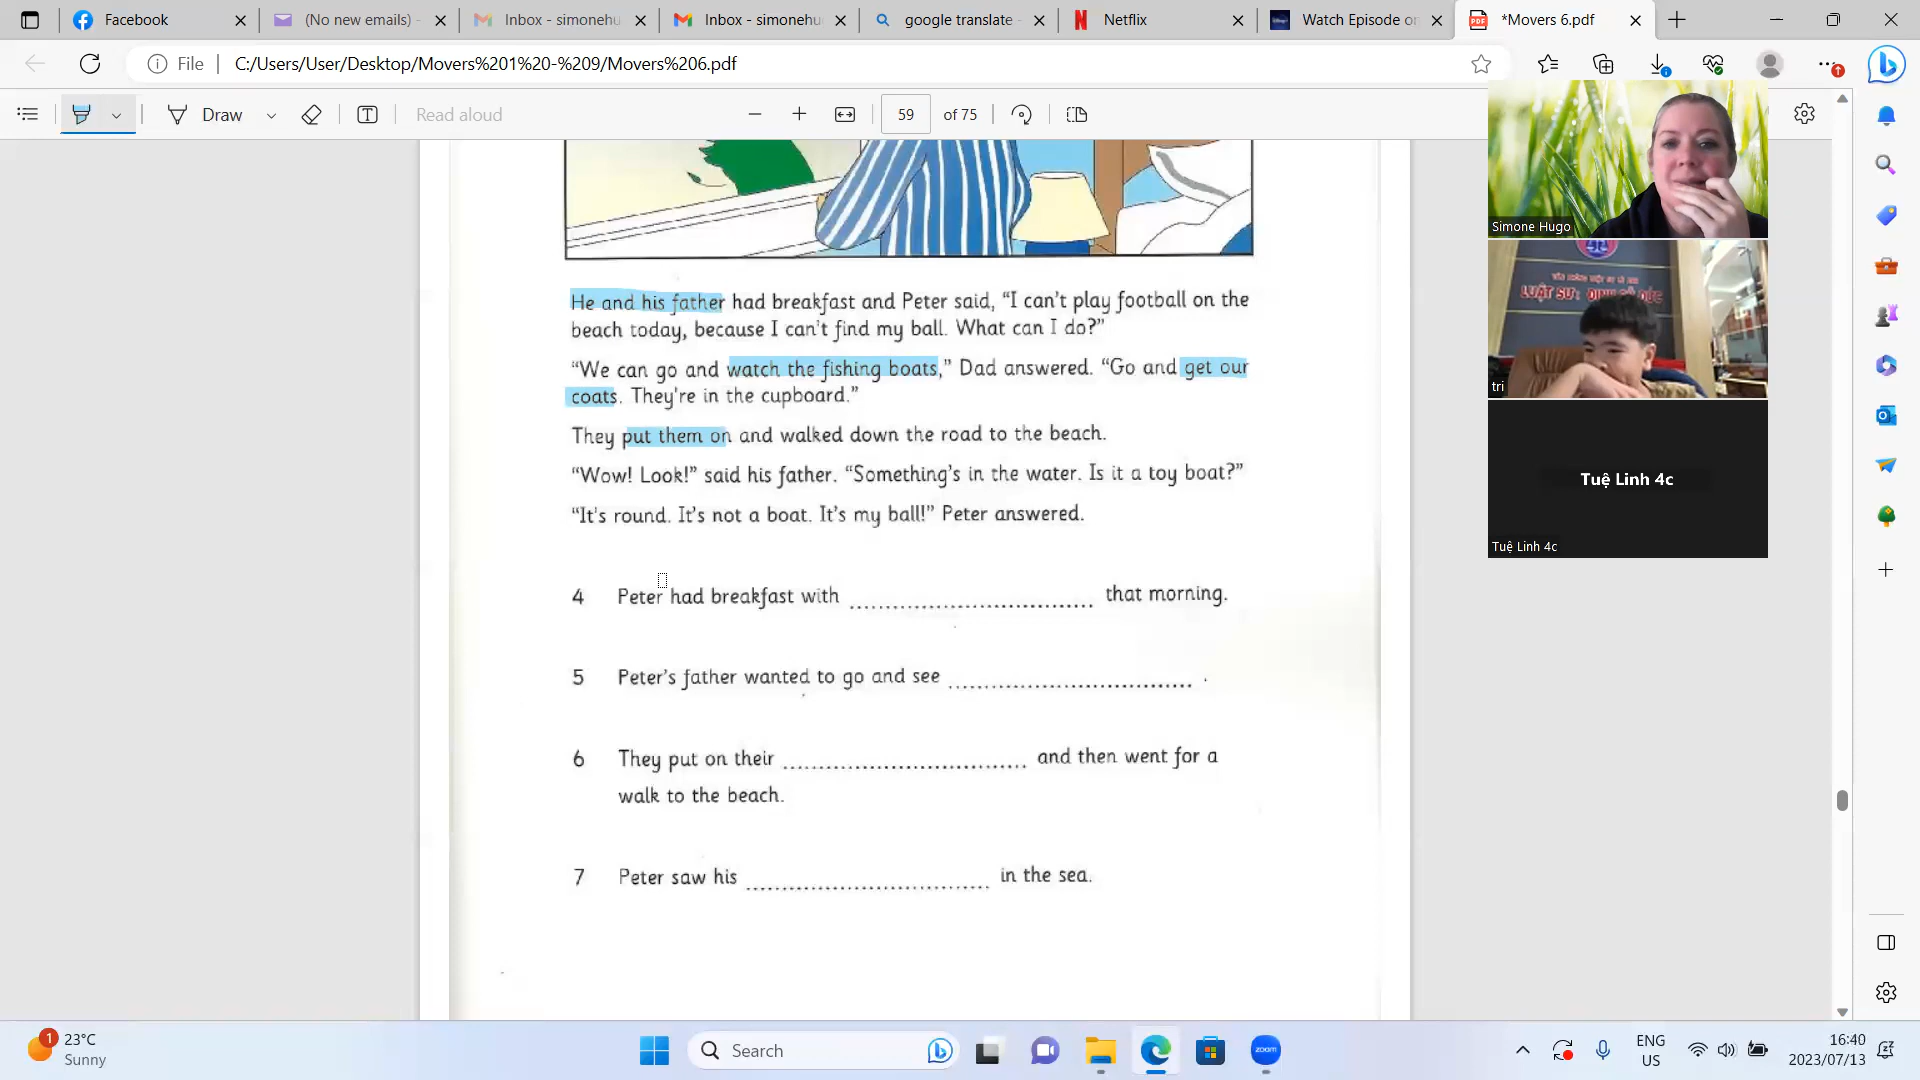 Facebook
(No new emails) -
Inbox - simonehu
Inbox - simonehu
google translate -
Netflix
Watch Episode on
*Movers 6.pdf
File
C:/Users/User/Desktop/Movers%201%20-%209/Movers%206.pdf
Draw
Read aloud
59 of 75
Simone Hugo
LUẬT SƯ:
tri
Tuệ Linh 4c
Tuệ Linh 4c
He and his father had breakfast and Peter said, “I can't play football on the
beach today, because I can't find my ball. What can I do?”
“We can go and watch the fishing boats,” Dad answered. “Go and get our
coats. They're in the cupboard.”
They put them on and walked down the road to the beach.
“Wow! Look!” said his father. “Something's in the water. Is it a toy boat?”
“It's round. It's not a boat. It's my ball!” Peter answered.
4 Peter had breakfast with ................................ that morning.
5 Peter's father wanted to go and see ................................ .
6 They put on their ................................ and then went for a
walk to the beach.
7 Peter saw his ................................ in the sea.
1
23°C
Sunny
Search
zoom
ENG
US
16:40
2023/07/13